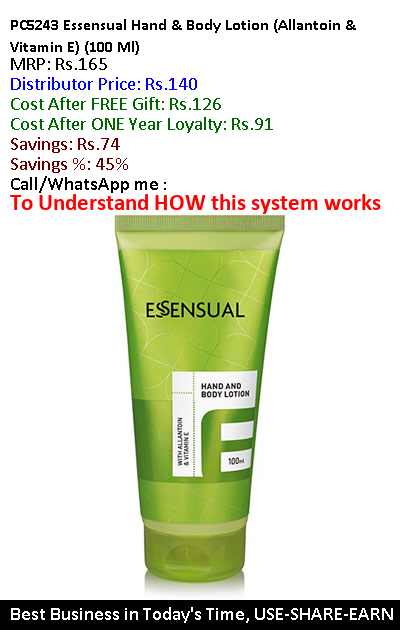 PC5243 Essensual Hand & Body Lotion (Allantoin &
Vitamin E) (100 Ml)
MRP: Rs.165
Distributor Price: Rs.140
Cost After FREE Gift: Rs.126
Cost After ONE Year Loyalty: Rs.91
Savings: Rs.74
Savings %: 45%
Call/WhatsApp me :
To Understand HOW this system works
ESSENSUAL
HAND AND
BODY LOTION
WITH ALLANTOIN
& VITAMIN E
100ml
Best Business in Today's Time, USE-SHARE-EARN